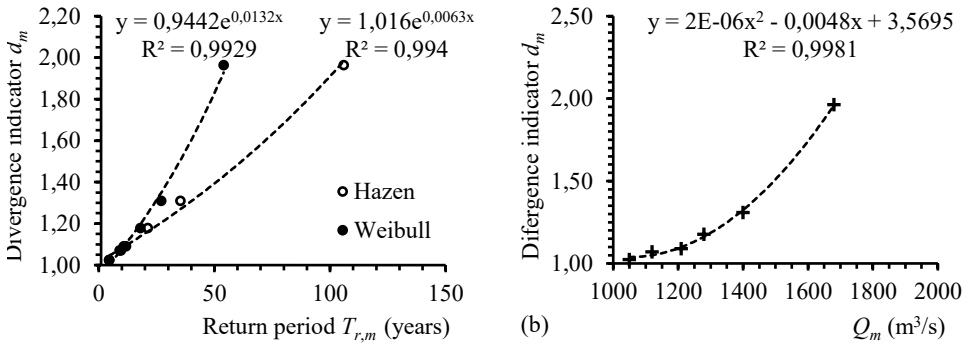 y = 0,9442e^0,0132x
R² = 0,9929
y = 1,016e^0,0063x
R² = 0,994
Divergence indicator d_m
2,20
2,00
1,80
1,60
1,40
1,20
1,00
0
50
100
150
Hazen
Weibull
Return period T_r,m (years)
y = 2E-06x² - 0,0048x + 3,5695
R² = 0,9981
Difergence indicator d_m
2,50
2,00
1,50
1,00
1000
1200
1400
1600
1800
2000
(b)
Q_m (m³/s)